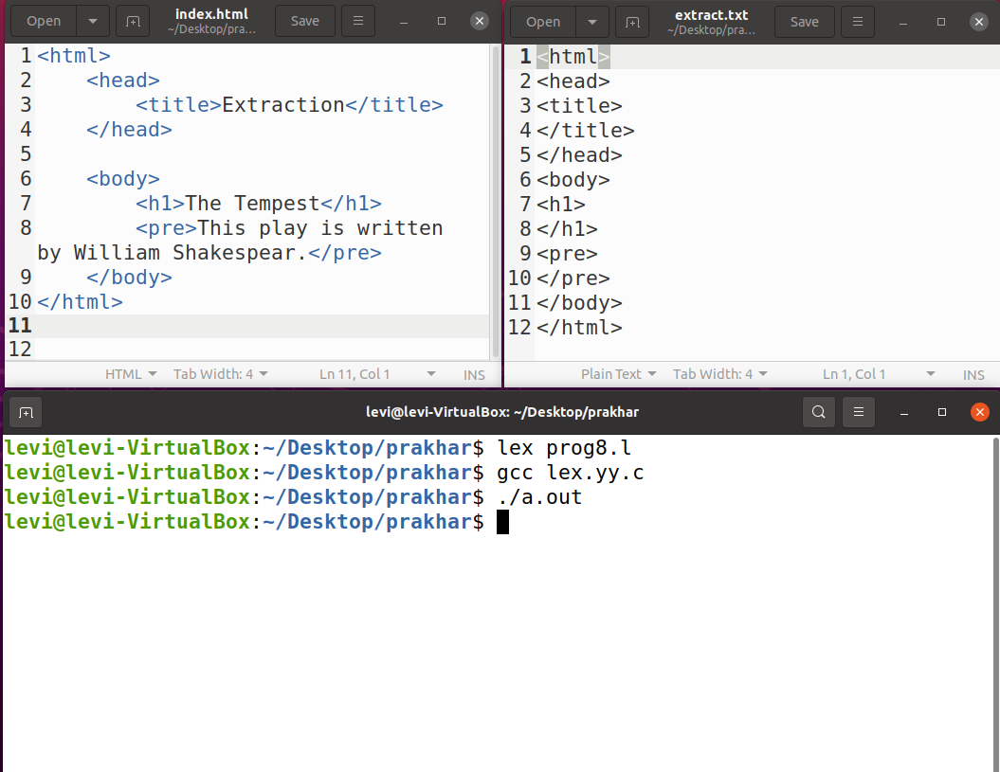 Open
index.html
~/Desktop/pra...
Save
1 <html>
2     <head>
3         <title>Extraction</title>
4     </head>
5
6     <body>
7         <h1>The Tempest</h1>
8         <pre>This play is written
by William Shakespear.</pre>
9     </body>
10 </html>
11
12
HTML Tab Width: 4 Ln 11, Col 1 INS
Open
extract.txt
~/Desktop/pra...
Save
1 <html>
2 <head>
3 <title>
4 </title>
5 </head>
6 <body>
7 <h1>
8 </h1>
9 <pre>
10 </pre>
11 </body>
12 </html>
Plain Text Tab Width: 4 Ln 1, Col 1 INS
levi@levi-VirtualBox: ~/Desktop/prakhar
levi@levi-VirtualBox:~/Desktop/prakhar$ lex prog8.l
levi@levi-VirtualBox:~/Desktop/prakhar$ gcc lex.yy.c
levi@levi-VirtualBox:~/Desktop/prakhar$ ./a.out
levi@levi-VirtualBox:~/Desktop/prakhar$